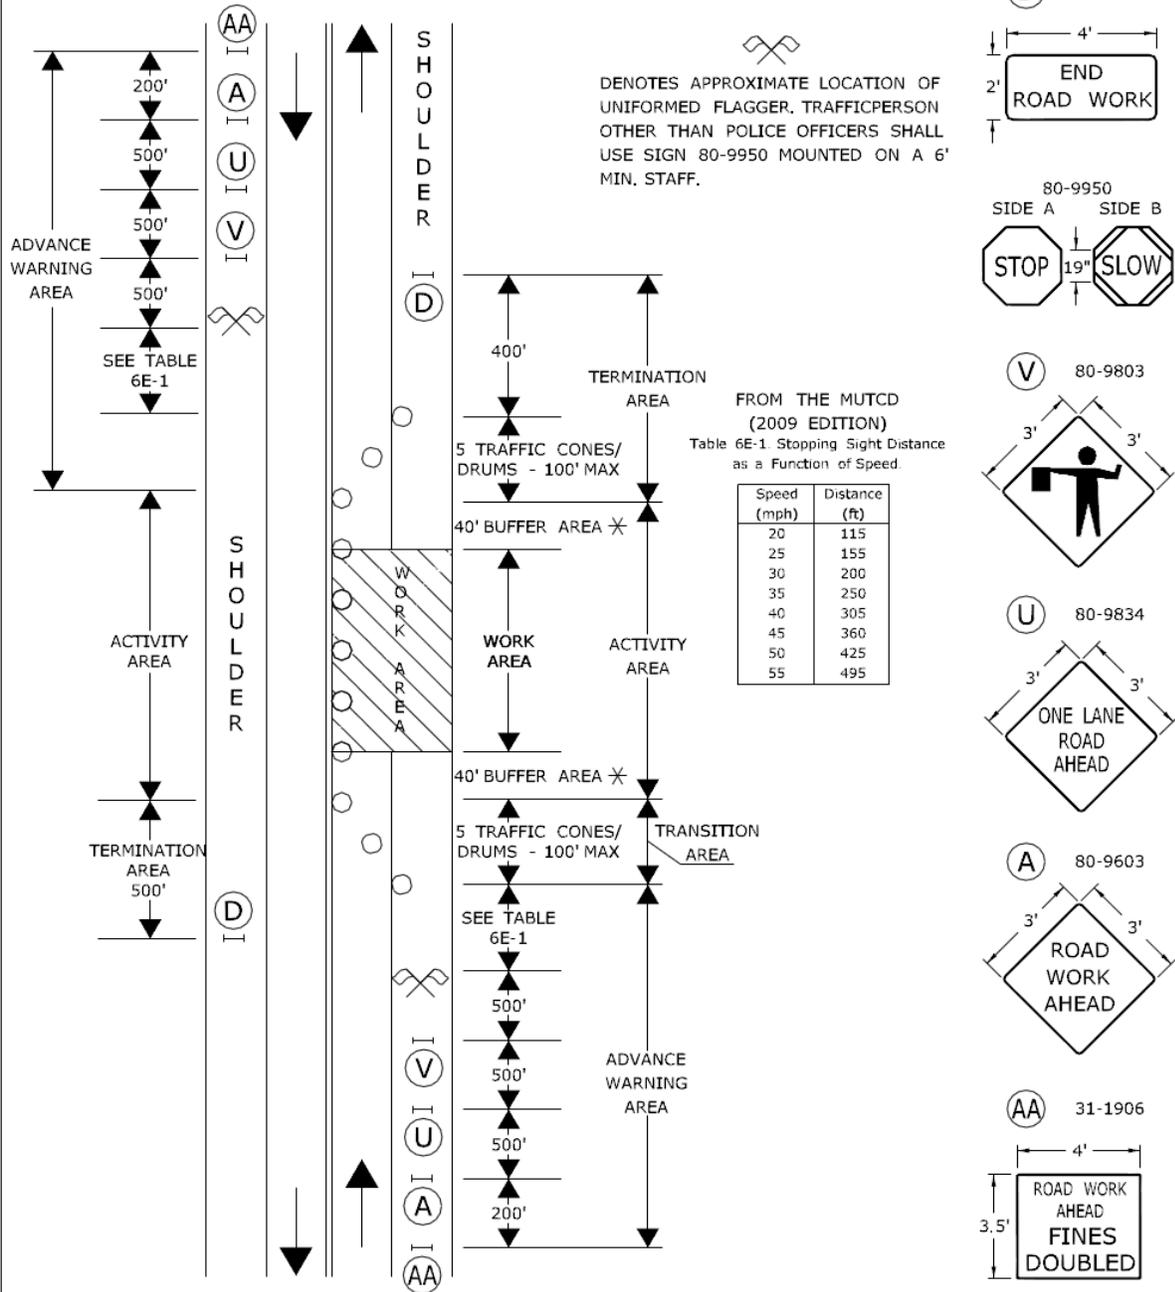 AA
A
U
V
200'
500'
500'
500'
SEE TABLE
6E-1
ADVANCE
WARNING
AREA
SHOULDER
ACTIVITY
AREA
TERMINATION
AREA
500'
D
SHOULDER
D
400'
TERMINATION
AREA
5 TRAFFIC CONES/
DRUMS - 100' MAX
40' BUFFER AREA *
WORK AREA
WORK
AREA
ACTIVITY
AREA
40' BUFFER AREA *
5 TRAFFIC CONES/
DRUMS - 100' MAX
TRANSITION
AREA
SEE TABLE
6E-1
500'
500'
500'
200'
V
U
A
AA
ADVANCE
WARNING
AREA
DENOTES APPROXIMATE LOCATION OF
UNIFORMED FLAGGER. TRAFFICPERSON
OTHER THAN POLICE OFFICERS SHALL
USE SIGN 80-9950 MOUNTED ON A 6'
MIN. STAFF.
FROM THE MUTCD
(2009 EDITION)
Table 6E-1. Stopping Sight Distance
as a Function of Speed.
Speed Distance
(mph) (ft)
20 115
25 155
30 200
35 250
40 305
45 360
50 425
55 495
4'
2'
END
ROAD WORK
80-9950
SIDE A SIDE B
STOP 19" SLOW
V 80-9803
3' 3'
U 80-9834
3' 3'
ONE LANE
ROAD
AHEAD
A 80-9603
3' 3'
ROAD
WORK
AHEAD
AA 31-1906
4'
3.5'
ROAD WORK
AHEAD
FINES
DOUBLED